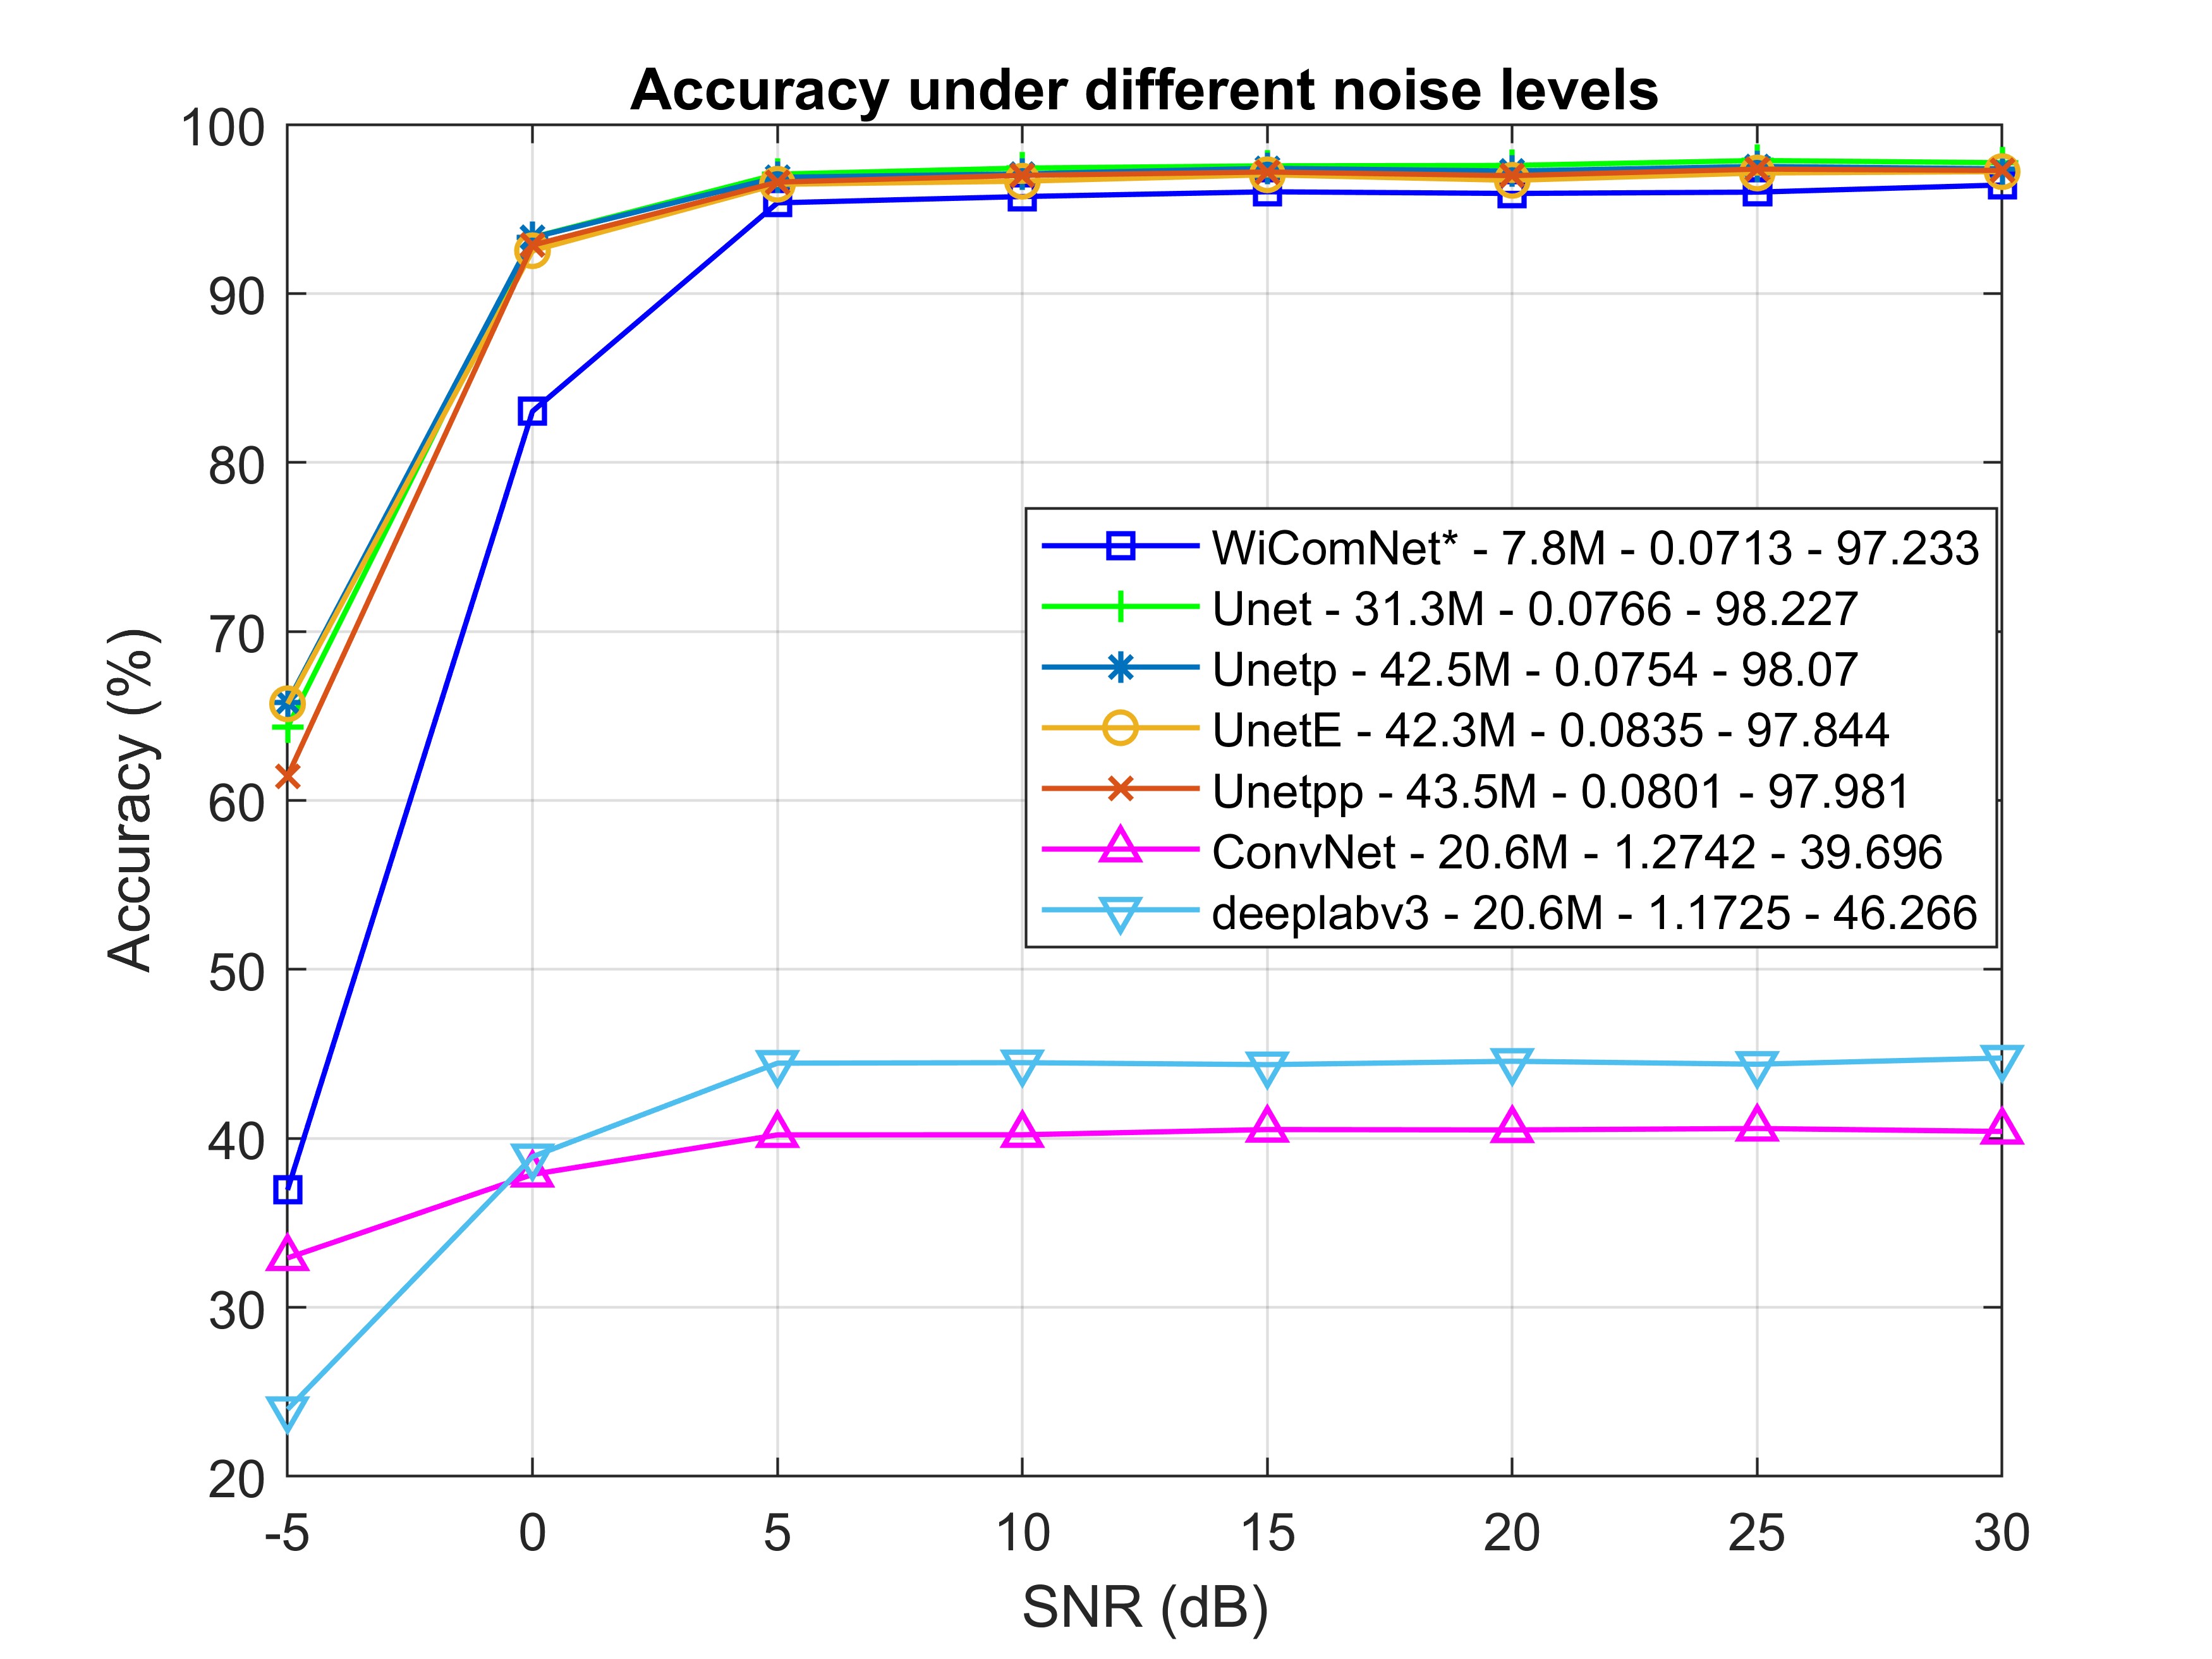 Accuracy under different noise levels
100
90
80
70
60
50
40
30
20
Accuracy (%)
WiComNet* - 7.8M - 0.0713 - 97.233
Unet - 31.3M - 0.0766 - 98.227
Unetp - 42.5M - 0.0754 - 98.07
UnetE - 42.3M - 0.0835 - 97.844
Unetpp - 43.5M - 0.0801 - 97.981
ConvNet - 20.6M - 1.2742 - 39.696
deeplabv3 - 20.6M - 1.1725 - 46.266
-5 0 5 10 15 20 25 30
SNR (dB)